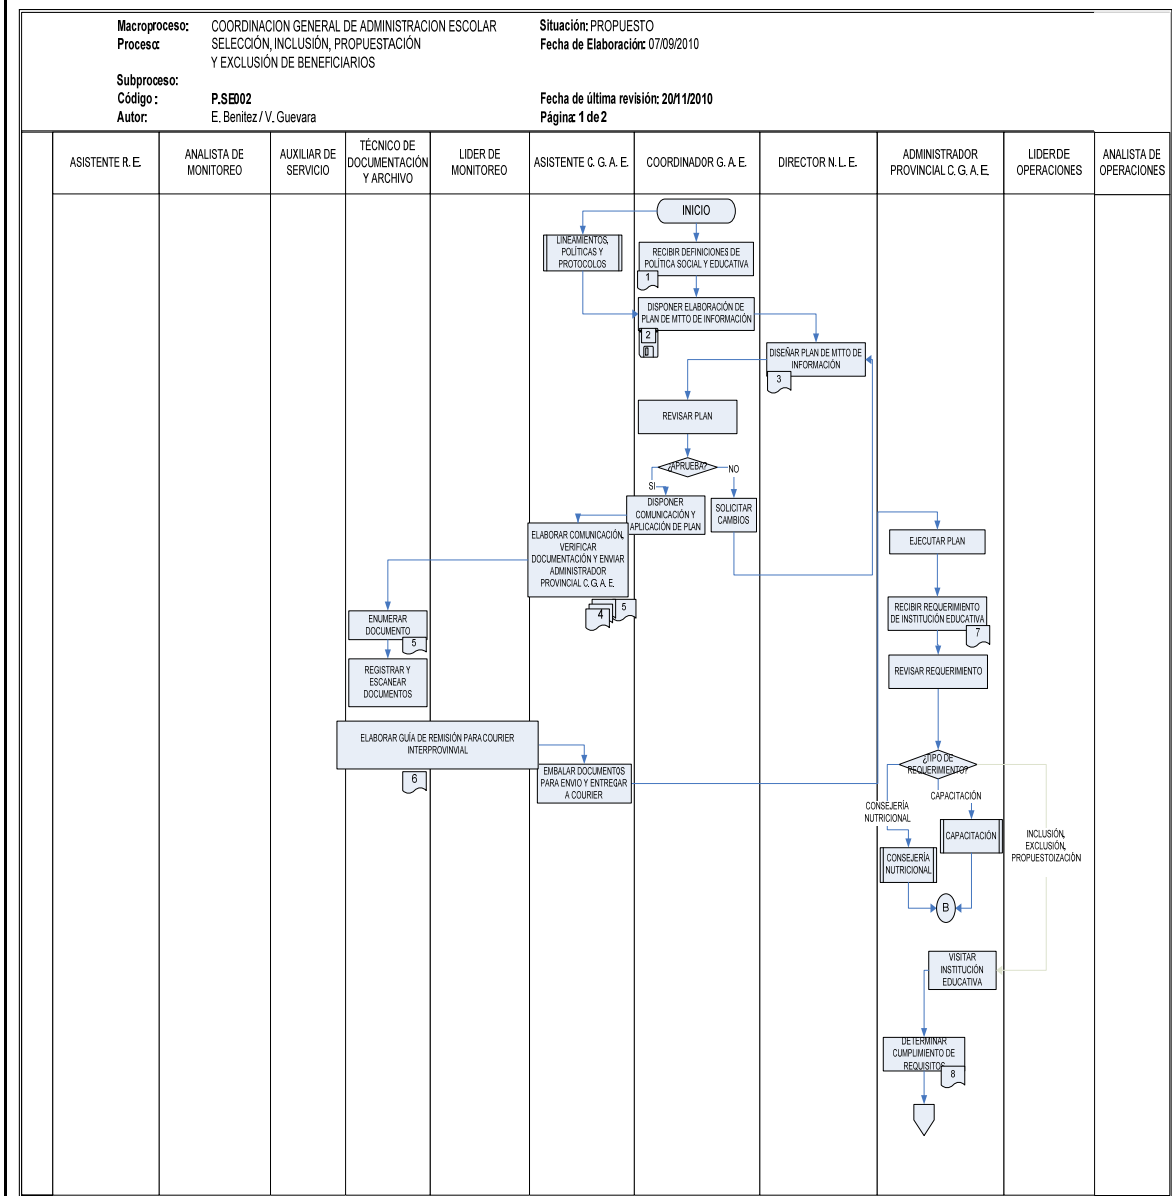 Macroproceso: COORDINACION GENERAL DE ADMINISTRACION ESCOLAR Situación: PROPUESTO
Proceso: SELECCIÓN, INCLUSIÓN, PROPUESTACIÓN Fecha de Elaboración: 07/09/2010
Y EXCLUSIÓN DE BENEFICIARIOS
Subproceso:
Código : P.SE002 Fecha de última revisión: 20/11/2010
Autor: E. Benitez / V. Guevara Página: 1 de 2
ASISTENTE R. E.
ANALISTA DE
MONITOREO
AUXILIAR DE
SERVICIO
TÉCNICO DE
DOCUMENTACIÓN
Y ARCHIVO
LIDER DE
MONITOREO
ASISTENTE C. G. A. E.
COORDINADOR G. A. E.
DIRECTOR N. L. E.
ADMINISTRADOR
PROVINCIAL C. G. A. E.
LIDER DE
OPERACIONES
ANALISTA DE
OPERACIONES
INICIO
LINEAMIENTOS,
POLÍTICAS Y
PROTOCOLOS
RECIBIR DEFINICIONES DE
POLÍTICA SOCIAL Y EDUCATIVA
1
DISPONER ELABORACIÓN DE
PLAN DE MTTO DE INFORMACIÓN
2
DISEÑAR PLAN DE MTTO DE
INFORMACIÓN
3
REVISAR PLAN
¿APRUEBA?
NO
SI
DISPONER
COMUNICACIÓN Y
APLICACIÓN DE PLAN
SOLICITAR
CAMBIOS
ELABORAR COMUNICACIÓN,
VERIFICAR
DOCUMENTACIÓN Y ENVIAR
ADMINISTRADOR
PROVINCIAL C. G. A. E.
4
5
EJECUTAR PLAN
ENUMERAR
DOCUMENTO
5
RECIBIR REQUERIMIENTO
DE INSTITUCIÓN EDUCATIVA
7
REGISTRAR Y
ESCANEAR
DOCUMENTOS
REVISAR REQUERIMIENTO
ELABORAR GUÍA DE REMISIÓN PARA COURIER
INTERPROVINVIAL
6
EMBALAR DOCUMENTOS
PARA ENVIO Y ENTREGAR
A COURIER
¿TIPO DE
REQUERIMIENTO?
CAPACITACIÓN
CONSEJERÍA
NUTRICIONAL
CAPACITACIÓN
INCLUSIÓN,
EXCLUSIÓN,
PROPUESTOIZACIÓN
CONSEJERÍA
NUTRICIONAL
B
VISITAR
INSTITUCIÓN
EDUCATIVA
DETERMINAR
CUMPLIMIENTO DE
REQUISITOS
8